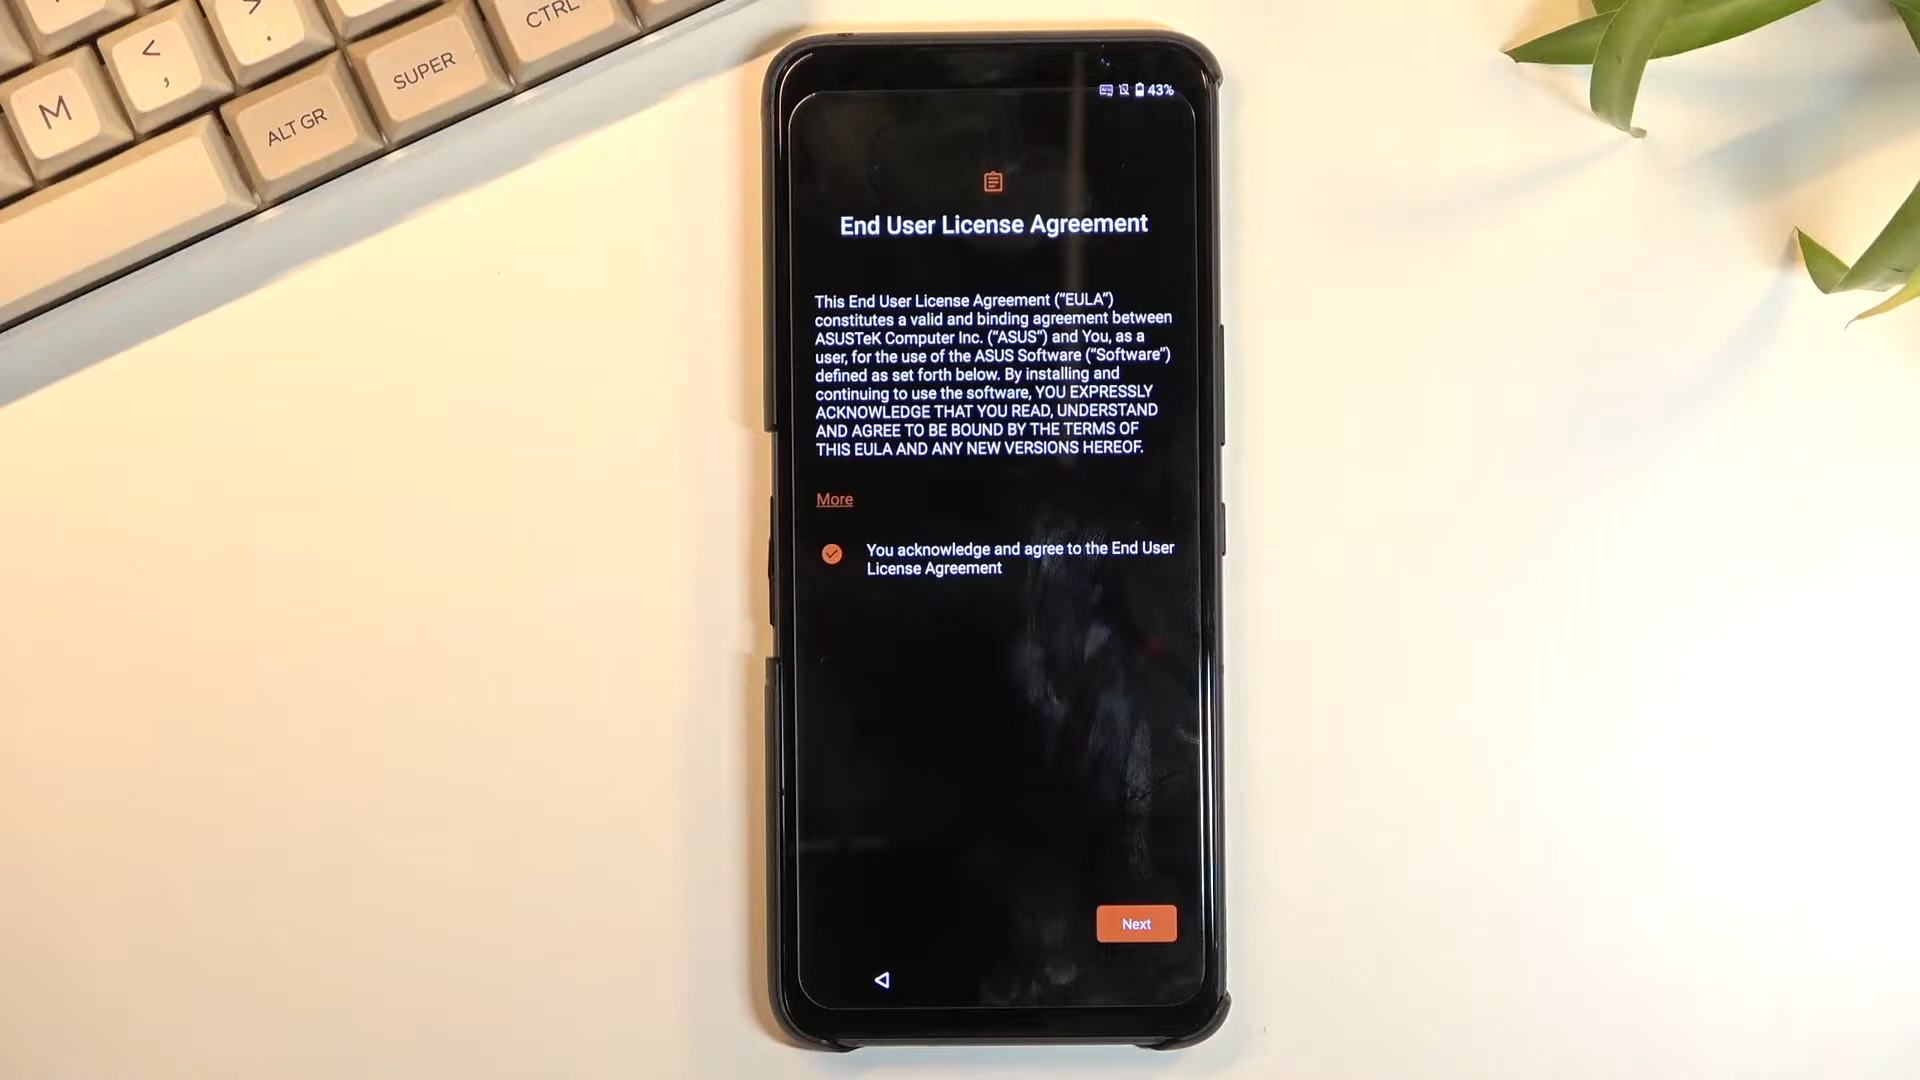 M
<
,
>
.
ALT GR
SUPER
CTRL
43%
End User License Agreement
This End User License Agreement (“EULA”)
constitutes a valid and binding agreement between
ASUSTeK Computer Inc. (“ASUS”) and You, as a
user, for the use of the ASUS Software (“Software”)
defined as set forth below. By installing and
continuing to use the software, YOU EXPRESSLY
ACKNOWLEDGE THAT YOU READ, UNDERSTAND
AND AGREE TO BE BOUND BY THE TERMS OF
THIS EULA AND ANY NEW VERSIONS HEREOF.
More
You acknowledge and agree to the End User
License Agreement
Next